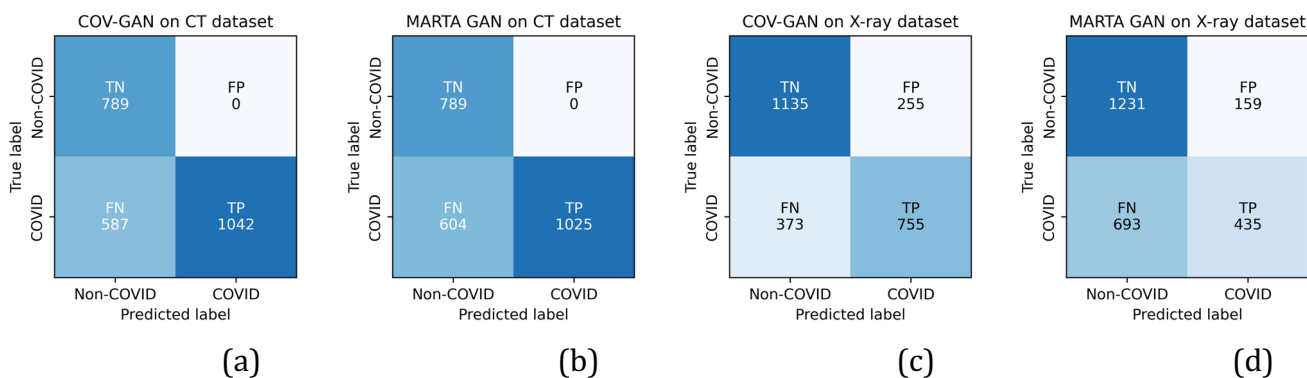 COV-GAN on CT dataset
True label
Non-COVID
COVID
TN
789
FP
0
FN
587
TP
1042
Non-COVID COVID
Predicted label
(a)
MARTA GAN on CT dataset
True label
Non-COVID
COVID
TN
789
FP
0
FN
604
TP
1025
Non-COVID COVID
Predicted label
(b)
COV-GAN on X-ray dataset
True label
Non-COVID
COVID
TN
1135
FP
255
FN
373
TP
755
Non-COVID COVID
Predicted label
(c)
MARTA GAN on X-ray dataset
True label
Non-COVID
COVID
TN
1231
FP
159
FN
693
TP
435
Non-COVID COVID
Predicted label
(d)